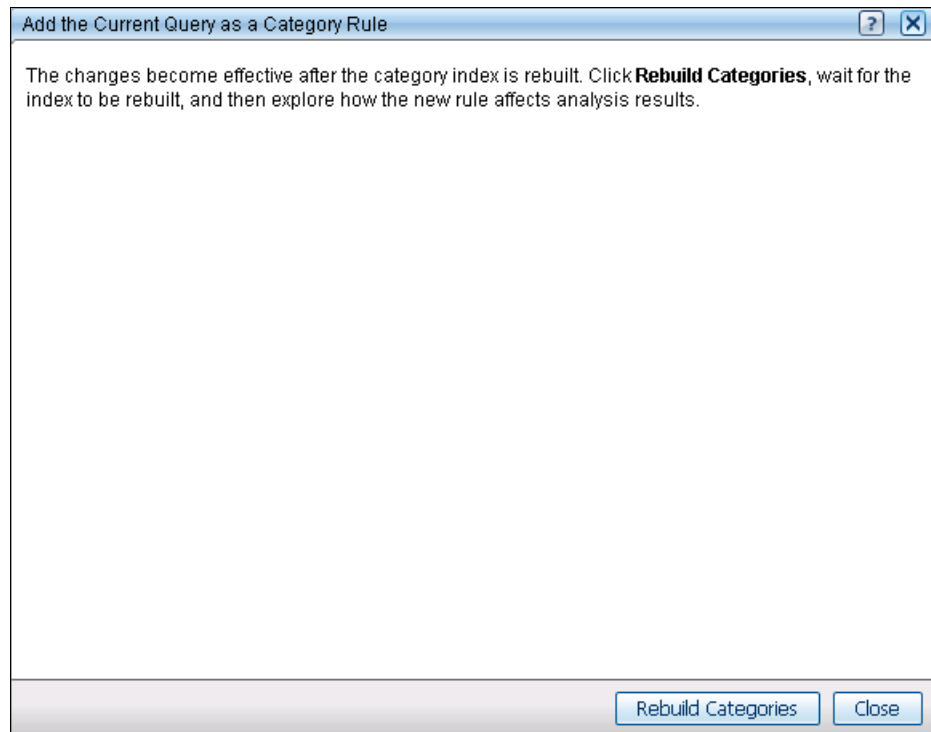 Add the Current Query as a Category Rule
?
X
The changes become effective after the category index is rebuilt. Click Rebuild Categories, wait for the
index to be rebuilt, and then explore how the new rule affects analysis results.
Rebuild Categories
Close